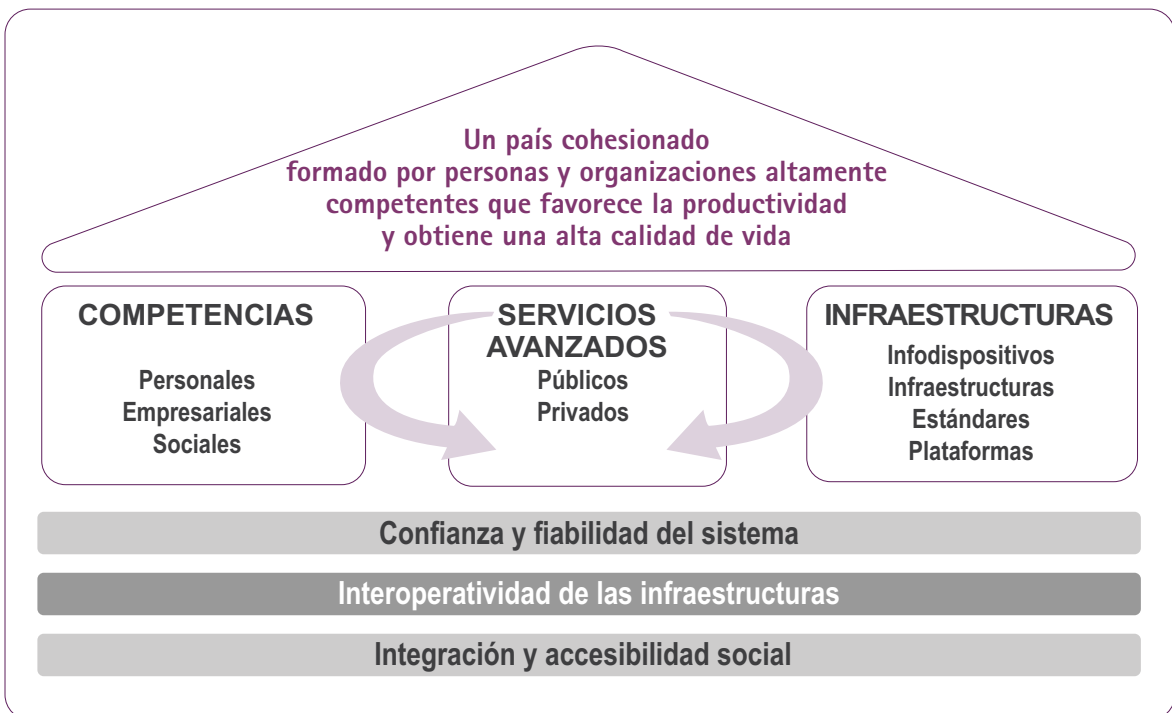 Un país cohesionado
formado por personas y organizaciones altamente
competentes que favorece la productividad
y obtiene una alta calidad de vida
COMPETENCIAS
Personales
Empresariales
Sociales
SERVICIOS
AVANZADOS
Públicos
Privados
INFRAESTRUCTURAS
Infodispositivos
Infraestructuras
Estándares
Plataformas
Confianza y fiabilidad del sistema
Interoperatividad de las infraestructuras
Integración y accesibilidad social